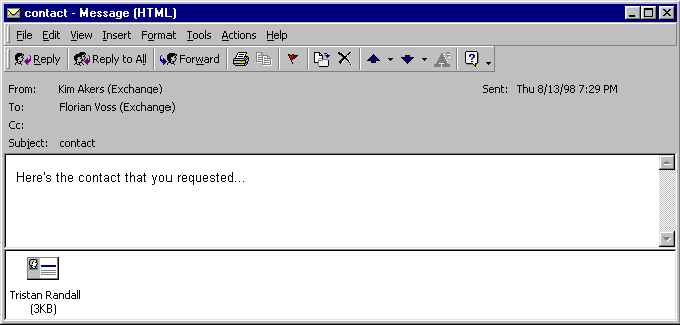 contact - Message (HTML)
File Edit View Insert Format Tools Actions Help
Reply Reply to All Forward
From: Kim Akers (Exchange) Sent: Thu 8/13/98 7:29 PM
To: Florian Voss (Exchange)
Cc:
Subject: contact
Here's the contact that you requested...
Tristan Randall
(3KB)